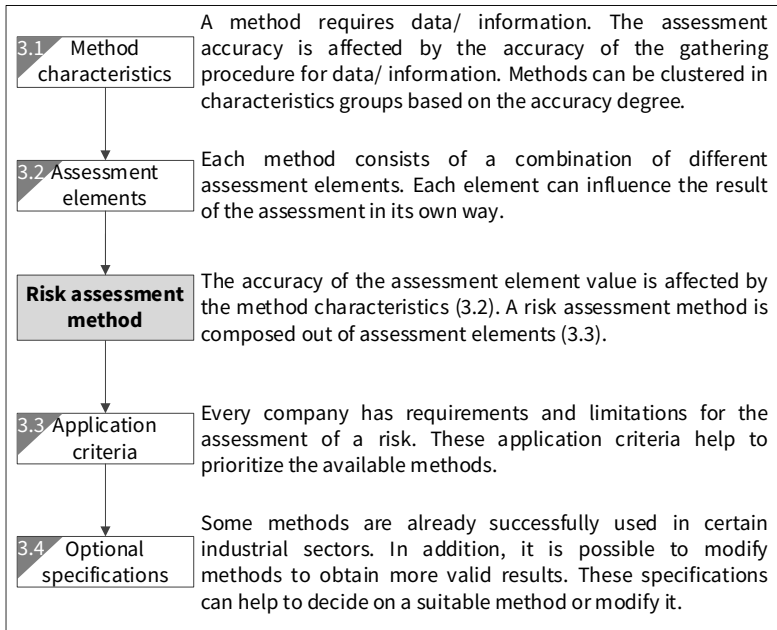 3.1 Method
characteristics
A method requires data/ information. The assessment
accuracy is affected by the accuracy of the gathering
procedure for data/ information. Methods can be clustered in
characteristics groups based on the accuracy degree.
3.2 Assessment
elements
Each method consists of a combination of different
assessment elements. Each element can influence the result
of the assessment in its own way.
Risk assessment
method
The accuracy of the assessment element value is affected by
the method characteristics (3.2). A risk assessment method is
composed out of assessment elements (3.3).
3.3 Application
criteria
Every company has requirements and limitations for the
assessment of a risk. These application criteria help to
prioritize the available methods.
3.4 Optional
specifications
Some methods are already successfully used in certain
industrial sectors. In addition, it is possible to modify
methods to obtain more valid results. These specifications
can help to decide on a suitable method or modify it.